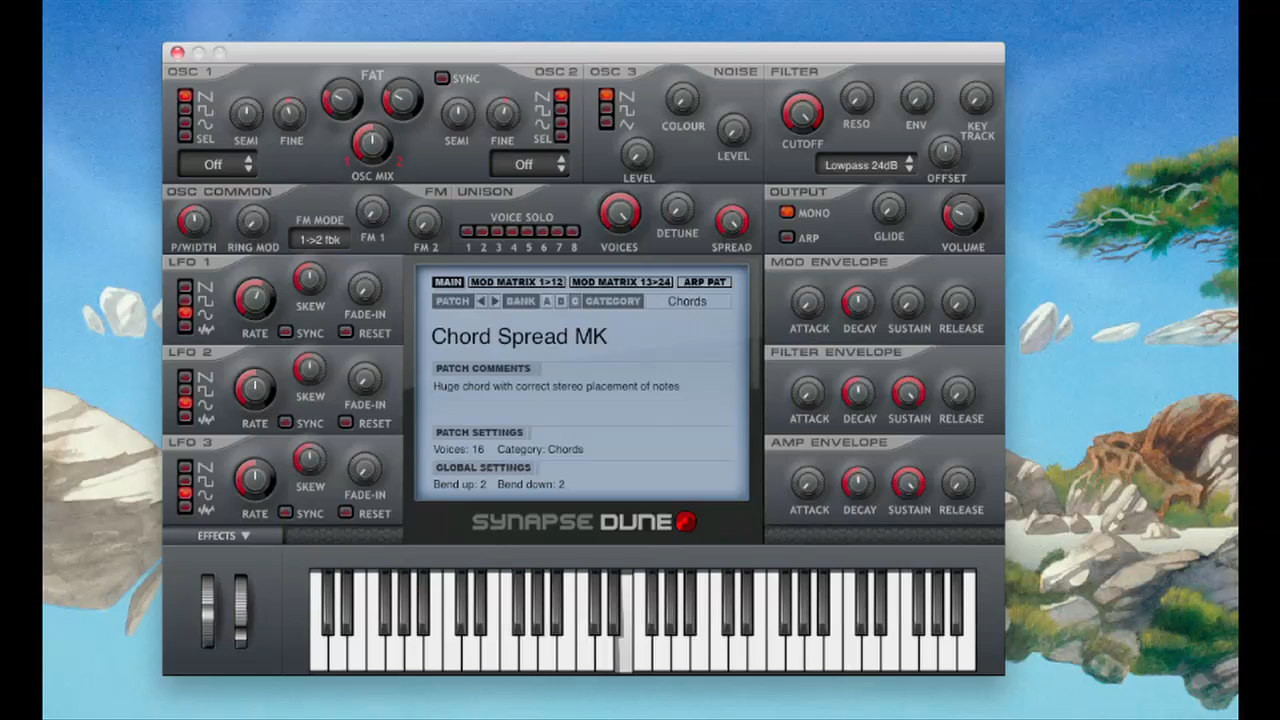 OSC 1
FAT
SYNC
OSC 2
OSC 3
NOISE
FILTER
SEL
SEMI
FINE
SEMI
FINE
SEL
COLOUR
LEVEL
CUTOFF
RESO
ENV
KEY TRACK
Off
1
2
OSC MIX
Off
LEVEL
Lowpass 24dB
OFFSET
OSC COMMON
FM
UNISON
OUTPUT
P/WIDTH
RING MOD
FM MODE
1->2 fbk
FM 1
FM 2
VOICE SOLO
1 2 3 4 5 6 7 8
VOICES
DETUNE
SPREAD
MONO
ARP
GLIDE
VOLUME
LFO 1
RATE
SKEW
SYNC
FADE-IN
RESET
MAIN
MOD MATRIX 1>12
MOD MATRIX 13>24
ARP PAT
PATCH
BANK
A
B
C
CATEGORY
Chords
Chord Spread MK
PATCH COMMENTS
Huge chord with correct stereo placement of notes
PATCH SETTINGS
Voices: 16 Category: Chords
GLOBAL SETTINGS
Bend up: 2 Bend down: 2
MOD ENVELOPE
ATTACK
DECAY
SUSTAIN
RELEASE
LFO 2
RATE
SKEW
SYNC
FADE-IN
RESET
FILTER ENVELOPE
ATTACK
DECAY
SUSTAIN
RELEASE
LFO 3
RATE
SKEW
SYNC
FADE-IN
RESET
AMP ENVELOPE
ATTACK
DECAY
SUSTAIN
RELEASE
SYNAPSE DUNE
EFFECTS